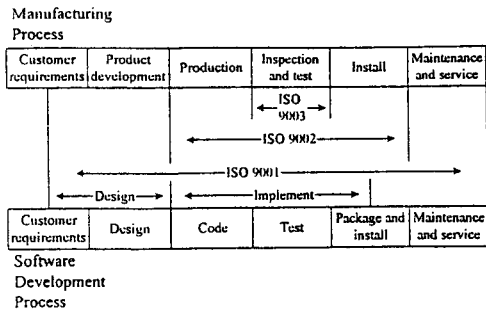 Manufacturing
Process
Customer requirements
Product development
Production
Inspection and test
Install
Maintenance and service
ISO
9003
ISO 9002
ISO 9001
Design
Implement
Customer requirements
Design
Code
Test
Package and install
Maintenance and service
Software
Development
Process